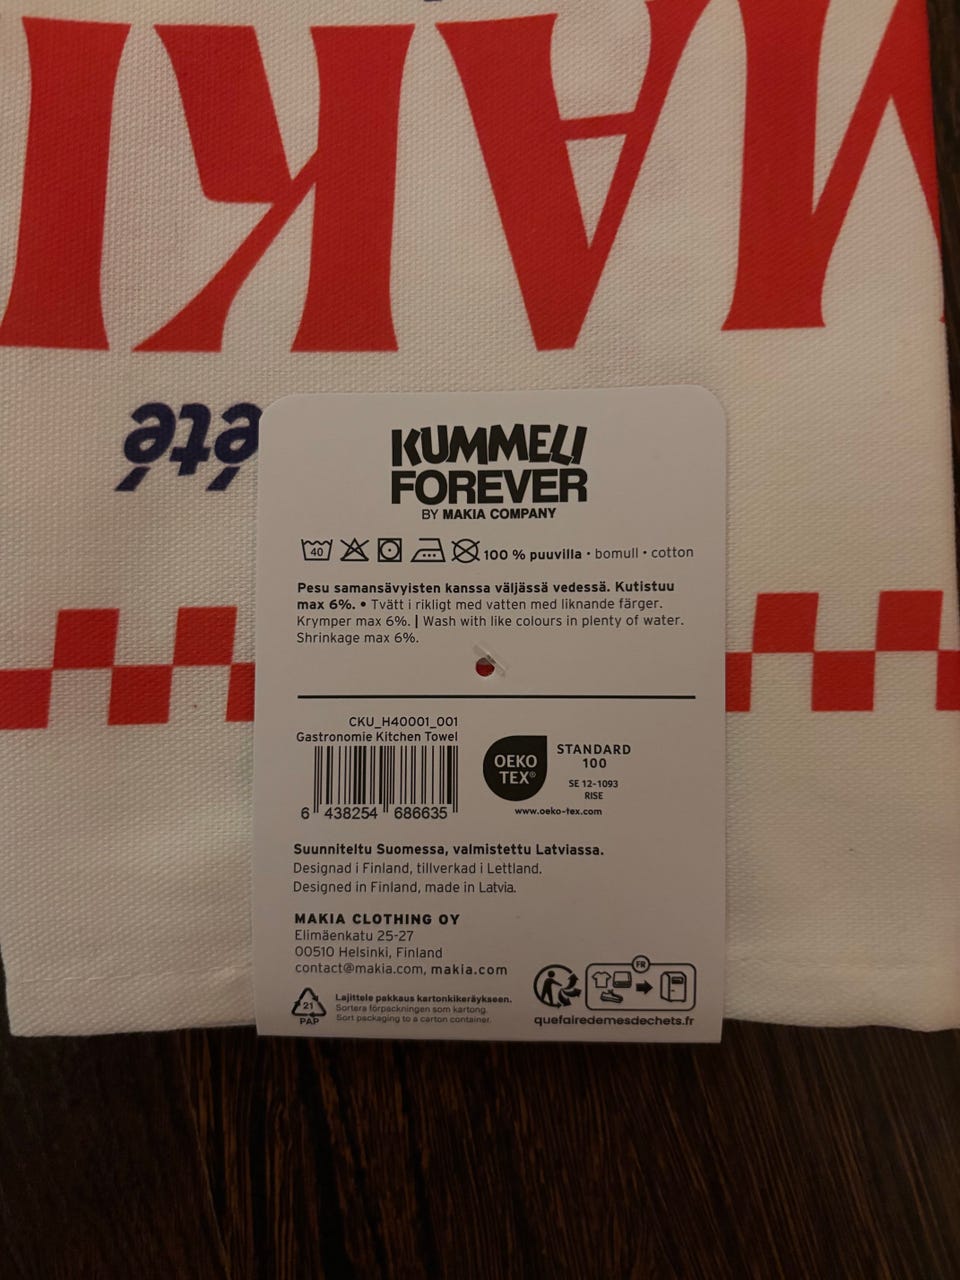 MAKI
été
KUMMELI
FOREVER
BY MAKIA COMPANY
40
100 % puuvilla • bomull • cotton
Pesu samansävyisten kanssa väljässä vedessä. Kutistuu
max 6%. • Tvätt i rikligt med vatten med liknande färger.
Krymper max 6%. | Wash with like colours in plenty of water.
Shrinkage max 6%.
CKU_H40001_001
Gastronomie Kitchen Towel
6 438254 686635
OEKO
TEX®
STANDARD
100
SE 12-1093
RISE
www.oeko-tex.com
Suunniteltu Suomessa, valmistettu Latviassa.
Designad i Finland, tillverkad i Lettland.
Designed in Finland, made in Latvia.
MAKIA CLOTHING OY
Elimäenkatu 25-27
00510 Helsinki, Finland
contact@makia.com, makia.com
21
PAP
Lajittele pakkaus kartonkikeräykseen.
Sortera förpackningen som kartong.
Sort packaging to a carton container.
FR
quefairedemesdechets.fr